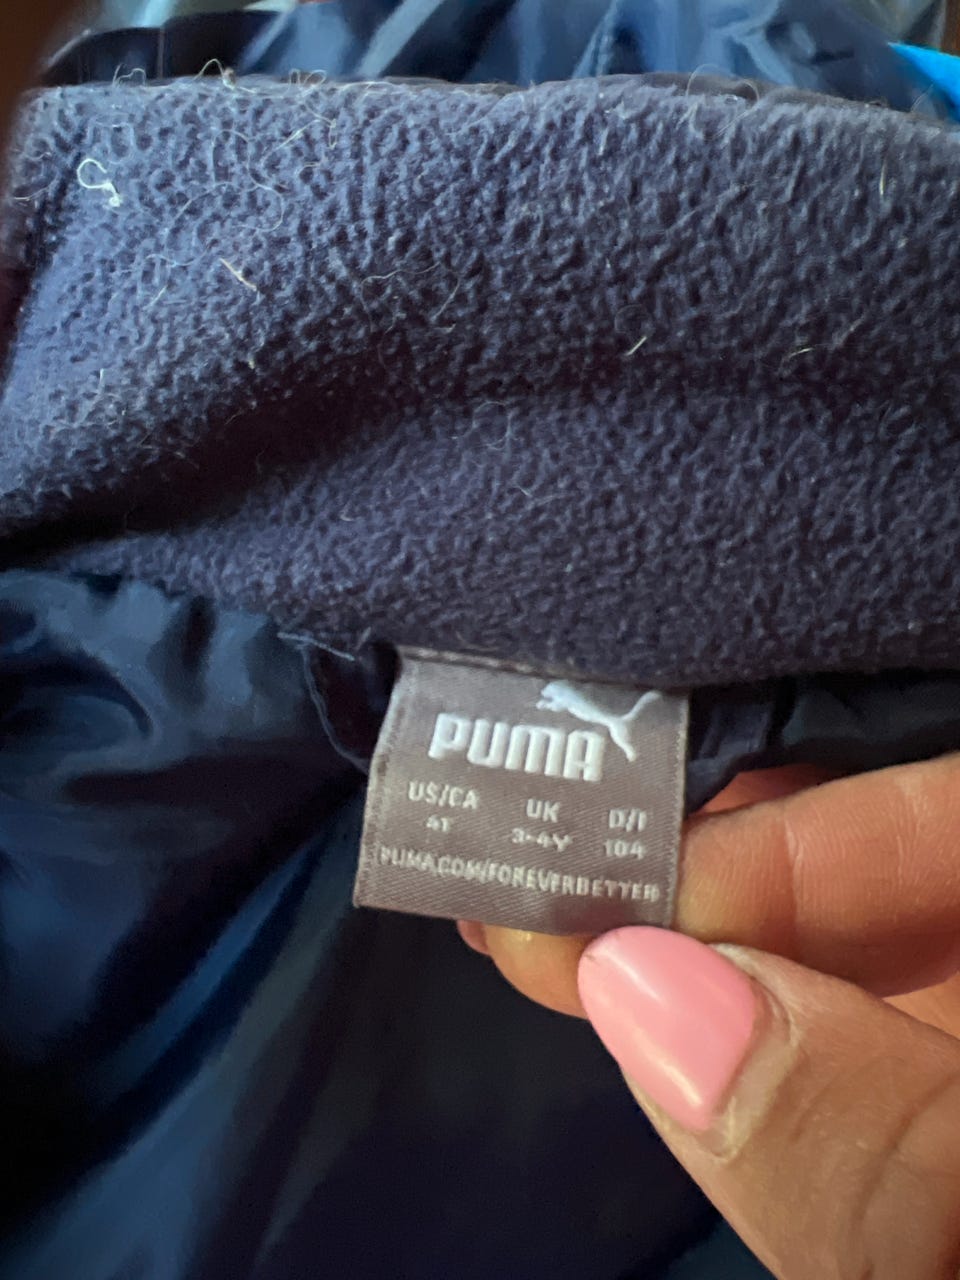 PUMA
US/CA UK D/I
4T 3-4Y 104
PUMA.COM/FOREVERBETTER